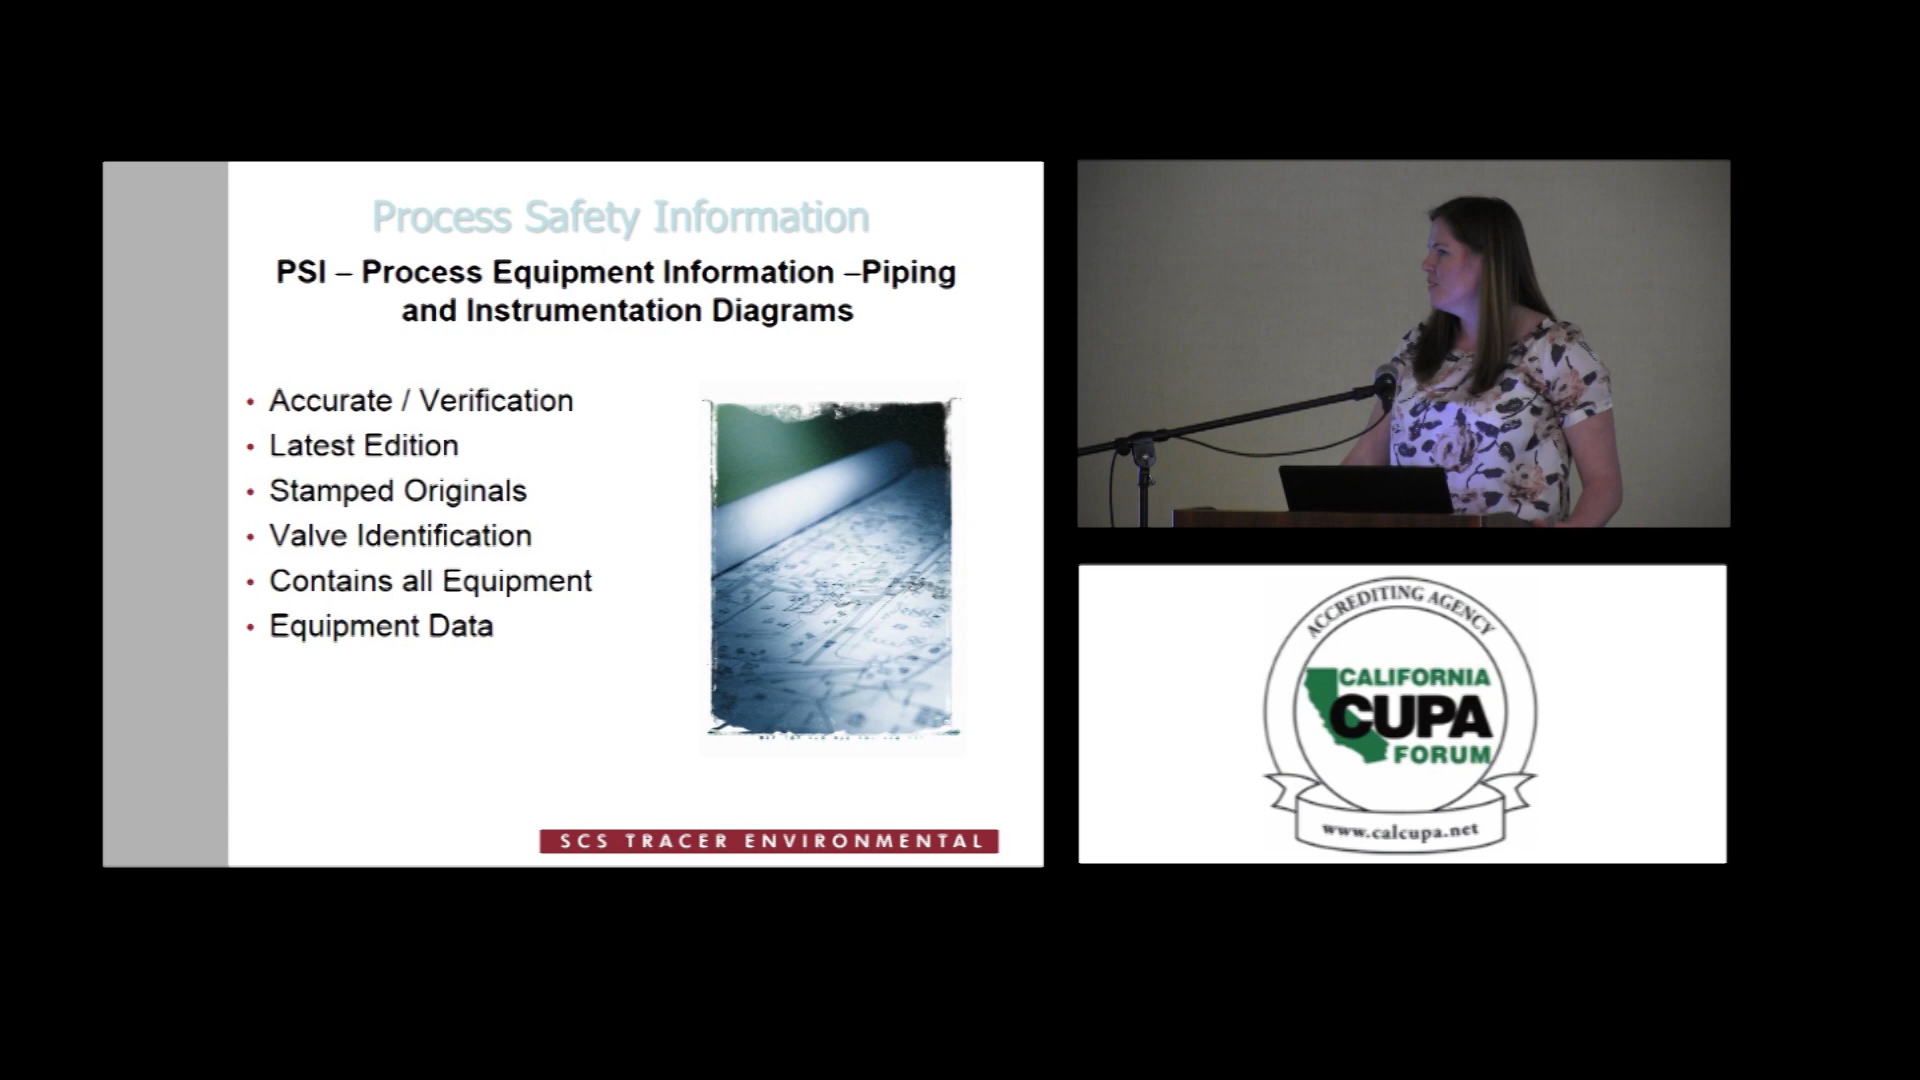 Process Safety Information
PSI – Process Equipment Information –Piping
and Instrumentation Diagrams
• Accurate / Verification
• Latest Edition
• Stamped Originals
• Valve Identification
• Contains all Equipment
• Equipment Data
SCS TRACER ENVIRONMENTAL
ACCREDITING AGENCY
CALIFORNIA
CUPA
FORUM
www.calcupa.net